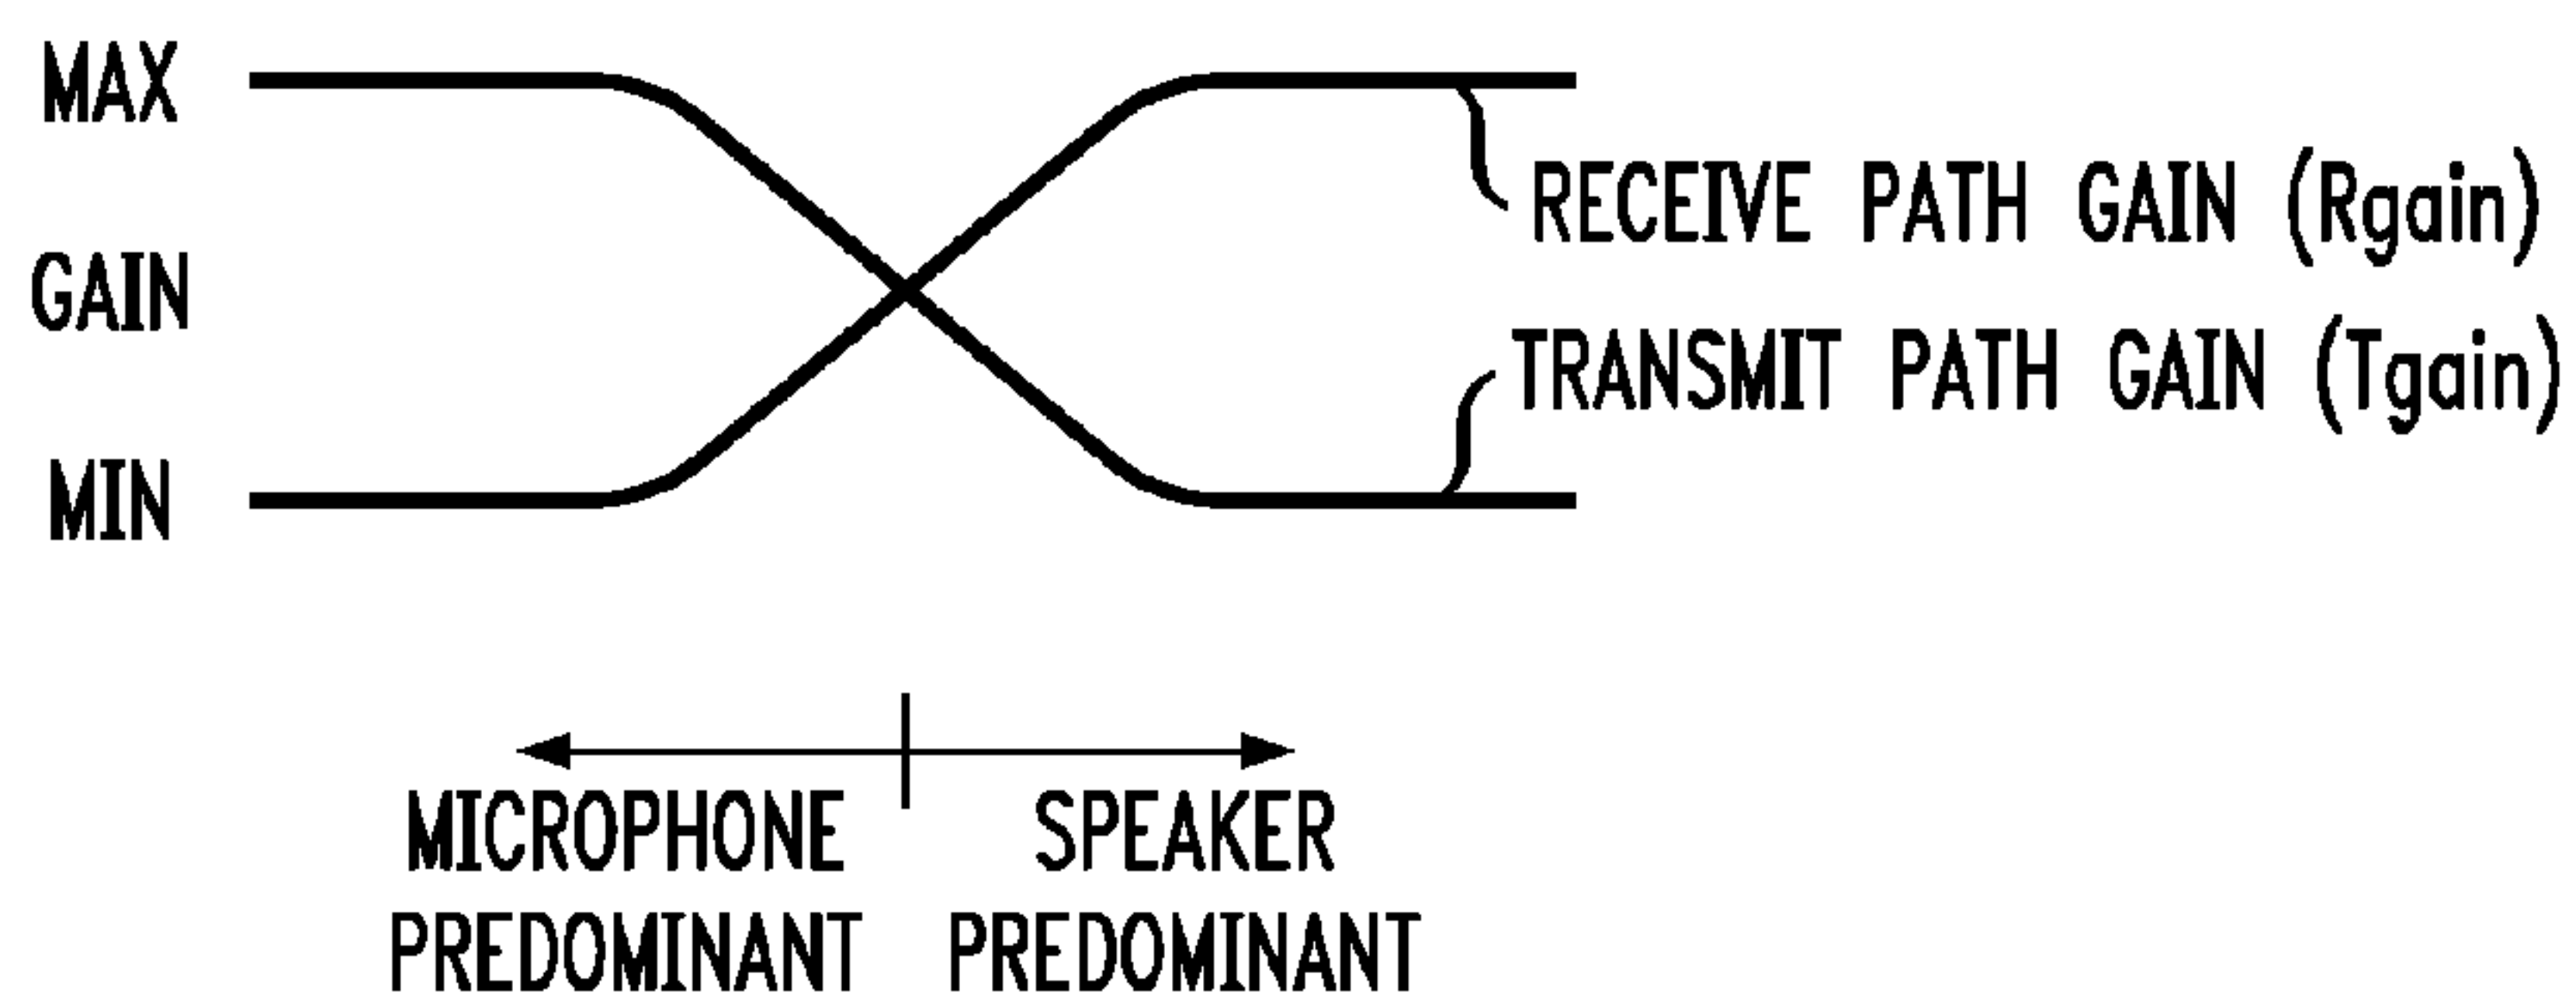 MAX
RECEIVE PATH GAIN (Rgain)
GAIN
TRANSMIT PATH GAIN (Tgain)
MIN
MICROPHONE PREDOMINANT
SPEAKER PREDOMINANT